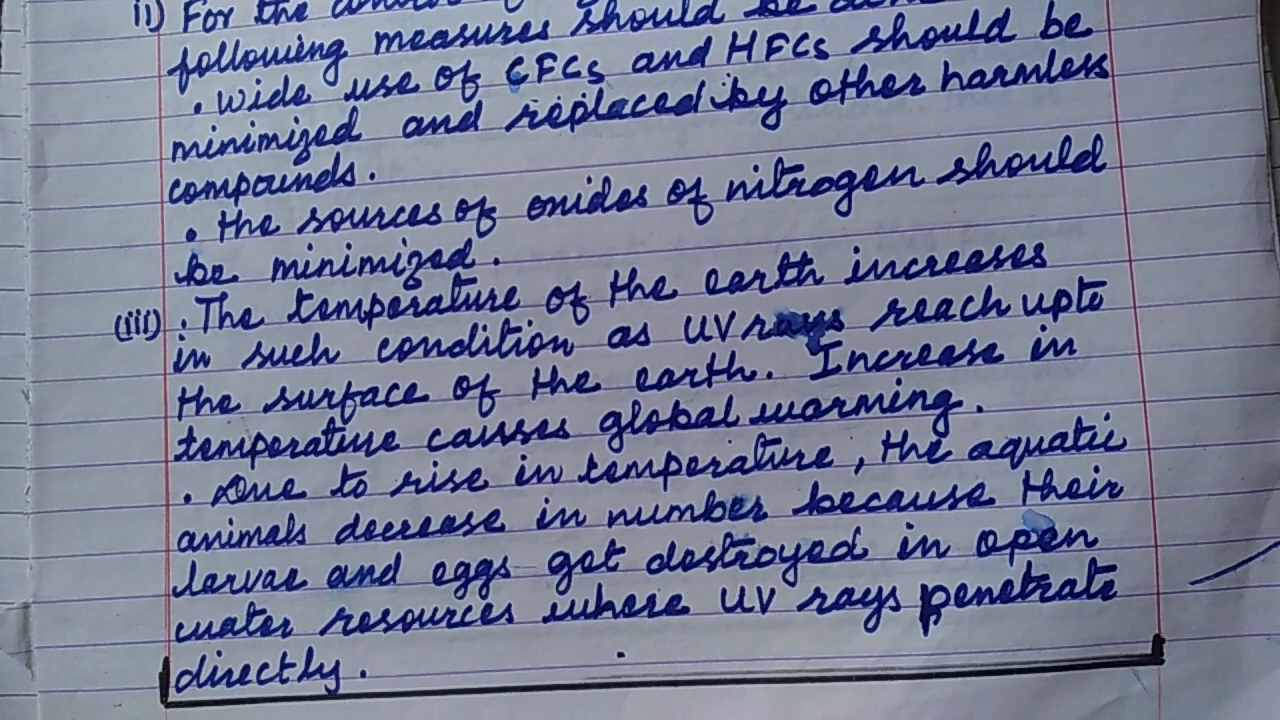 ii) For the
following measures should be
• Wide use of CFCs and HFCs should be
minimized and replaced by other harmless
compounds.
• the sources of oxides of nitrogen should
be minimized.
(iii) • The temperature of the earth increases
in such condition as UV rays reach upto
the surface of the earth. Increase in
temperature causes global warming.
• Due to rise in temperature, the aquatic
animals decrease in number because their
larvae and eggs get destroyed in open
water resources where UV rays penetrate
directly.